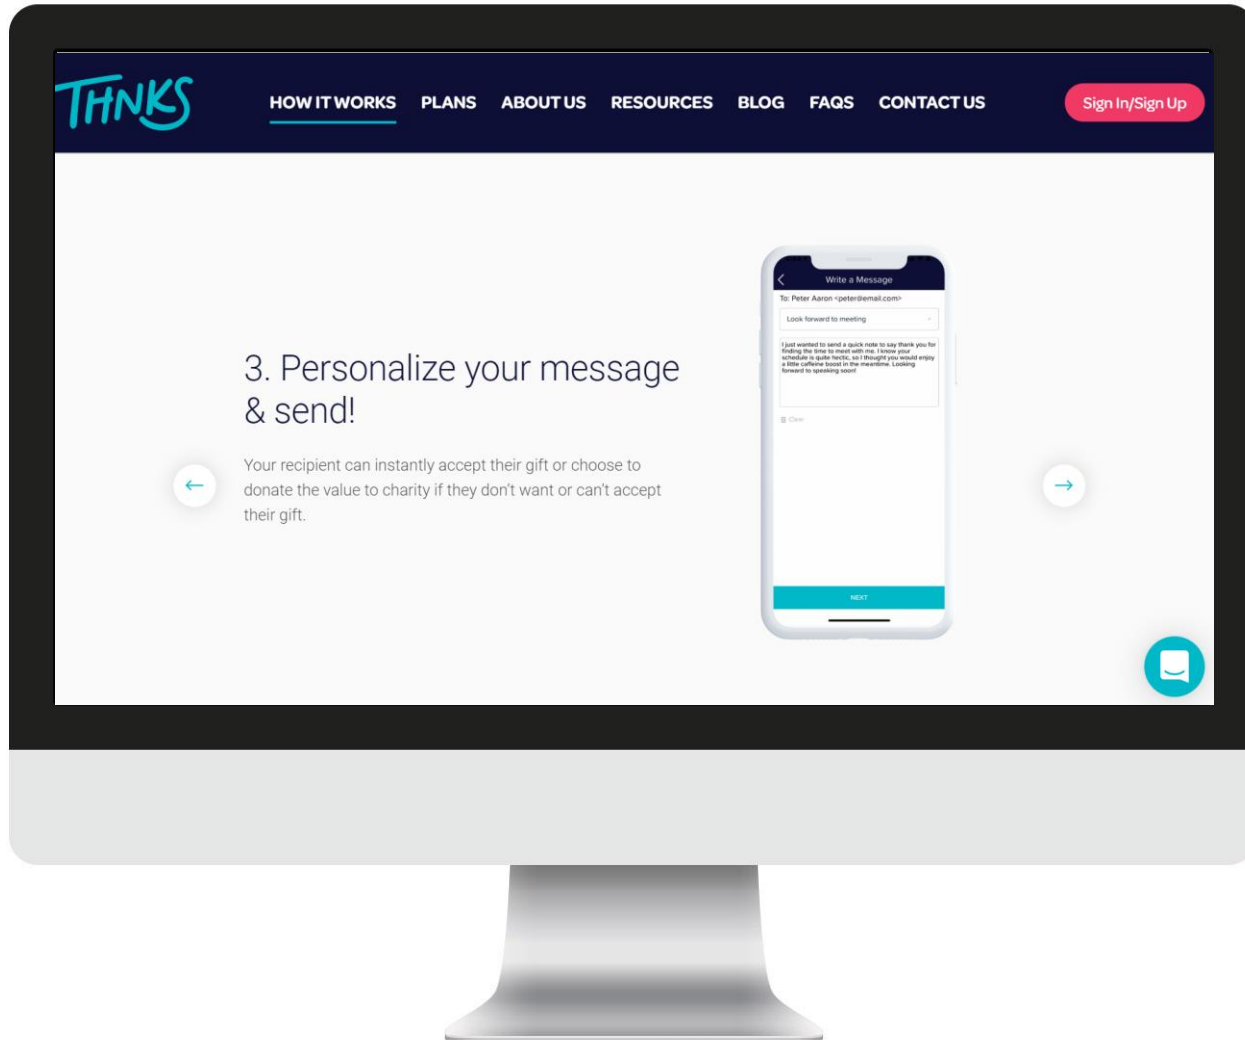 THNKS
HOW IT WORKS PLANS ABOUT US RESOURCES BLOG FAQS CONTACT US
Sign In/Sign Up
3. Personalize your message
& send!
Your recipient can instantly accept their gift or choose to
donate the value to charity if they don't want or can't accept
their gift.
Write a Message
To: Peter Aaron <peter@email.com>
Look forward to meeting
I just wanted to send a quick note to say thank you for
finding the time to meet with me. I know your
schedule is quite hectic, so I thought you would enjoy
a little caffeine boost in the meantime. Looking
forward to speaking soon!
Clear
NEXT